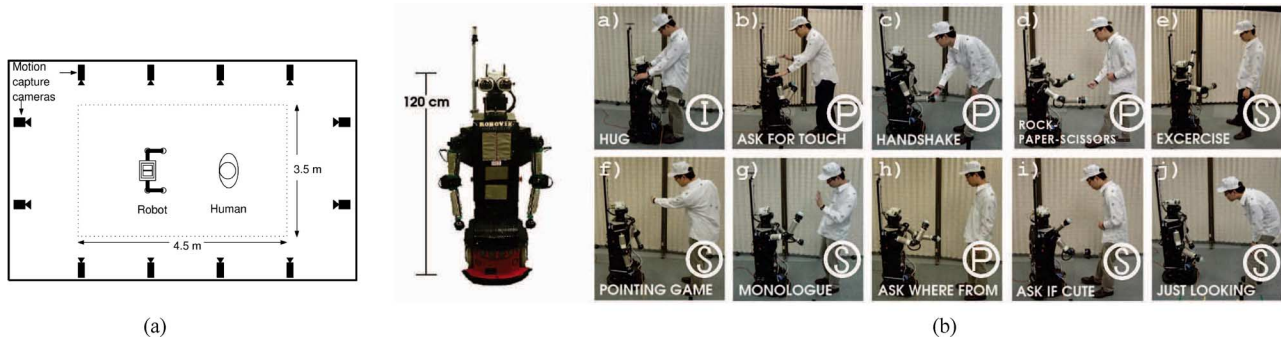 Motion
capture
cameras
Robot
Human
3.5 m
4.5 m
(a)
120 cm
ROBOVIE
a)
I
HUG
b)
P
ASK FOR TOUCH
c)
P
HANDSHAKE
d)
P
ROCK-
PAPER-SCISSORS
e)
S
EXCERCISE
f)
S
POINTING GAME
g)
S
MONOLOGUE
h)
P
ASK WHERE FROM
i)
S
ASK IF CUTE
j)
S
JUST LOOKING
(b)